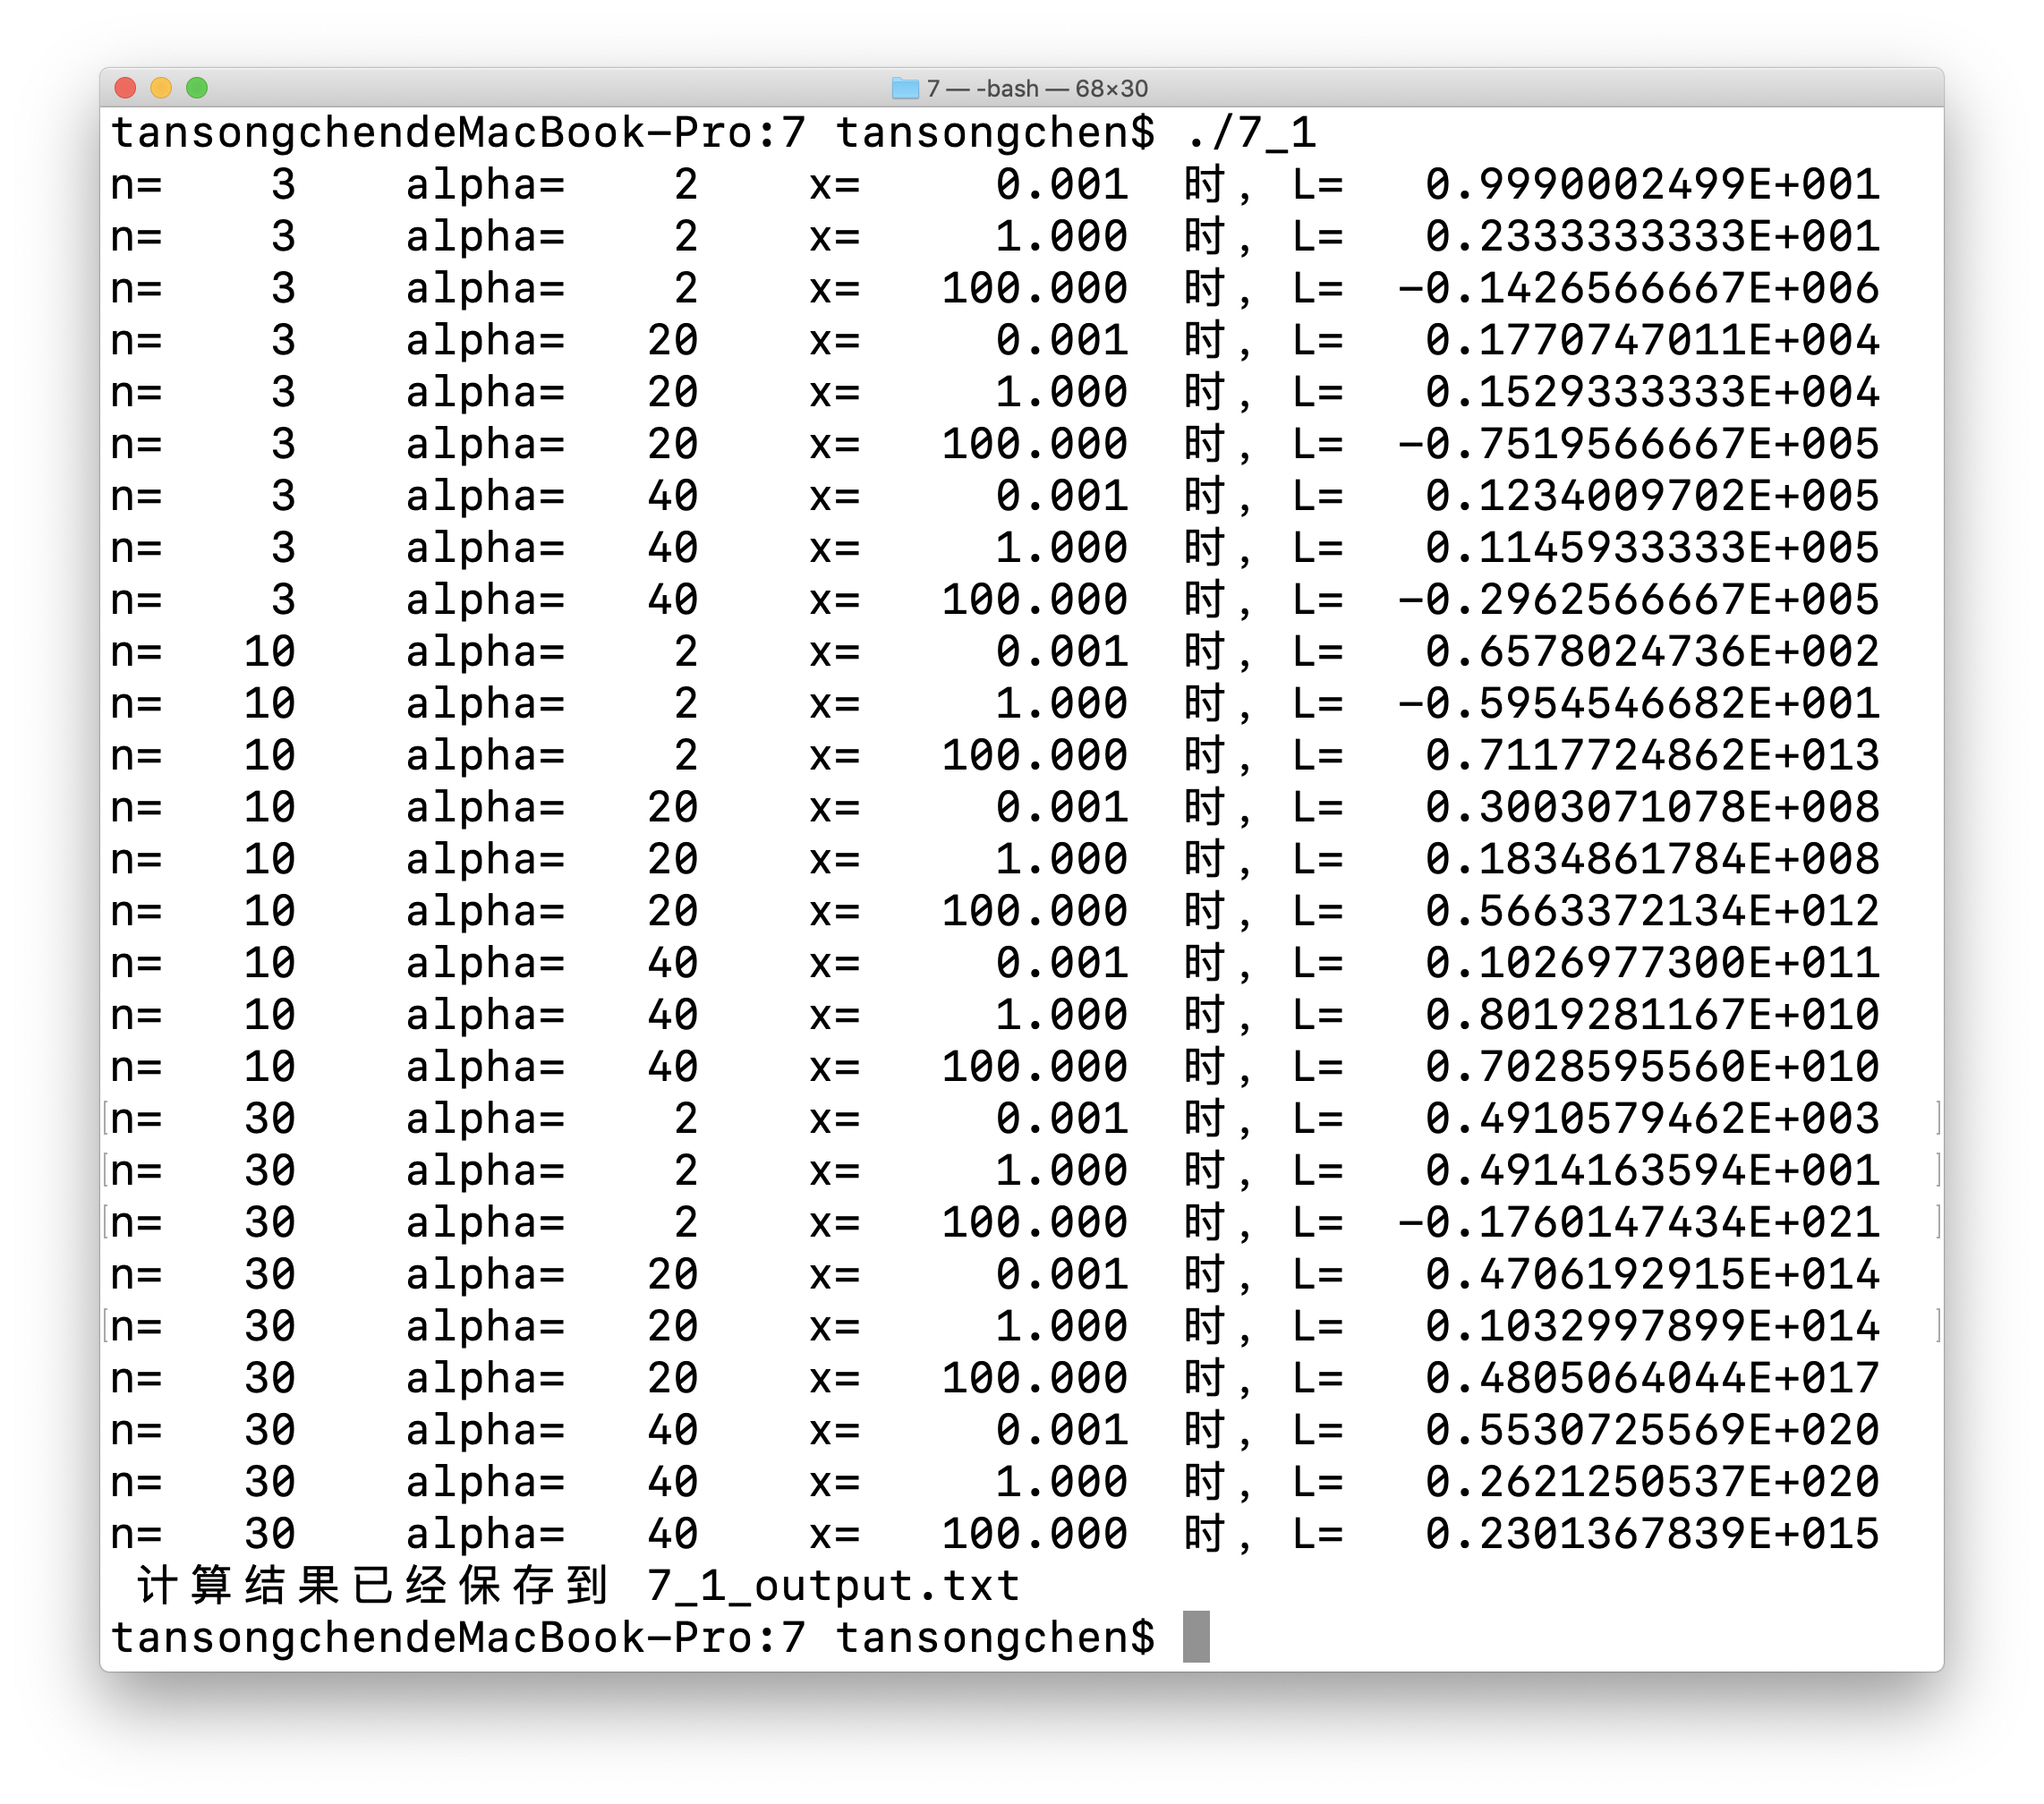 7 — -bash — 68×30
tansongchendeMacBook-Pro:7 tansongchen$ ./7_1
n=    3    alpha=    2    x=     0.001  时, L=   0.9990002499E+001
n=    3    alpha=    2    x=     1.000  时, L=   0.2333333333E+001
n=    3    alpha=    2    x=   100.000  时, L=  -0.1426566667E+006
n=    3    alpha=   20    x=     0.001  时, L=   0.1770747011E+004
n=    3    alpha=   20    x=     1.000  时, L=   0.1529333333E+004
n=    3    alpha=   20    x=   100.000  时, L=  -0.7519566667E+005
n=    3    alpha=   40    x=     0.001  时, L=   0.1234009702E+005
n=    3    alpha=   40    x=     1.000  时, L=   0.1145933333E+005
n=    3    alpha=   40    x=   100.000  时, L=  -0.2962566667E+005
n=   10    alpha=    2    x=     0.001  时, L=   0.6578024736E+002
n=   10    alpha=    2    x=     1.000  时, L=  -0.5954546682E+001
n=   10    alpha=    2    x=   100.000  时, L=   0.7117724862E+013
n=   10    alpha=   20    x=     0.001  时, L=   0.3003071078E+008
n=   10    alpha=   20    x=     1.000  时, L=   0.1834861784E+008
n=   10    alpha=   20    x=   100.000  时, L=   0.5663372134E+012
n=   10    alpha=   40    x=     0.001  时, L=   0.1026977300E+011
n=   10    alpha=   40    x=     1.000  时, L=   0.8019281167E+010
n=   10    alpha=   40    x=   100.000  时, L=   0.7028595560E+010
n=   30    alpha=    2    x=     0.001  时, L=   0.4910579462E+003
n=   30    alpha=    2    x=     1.000  时, L=   0.4914163594E+001
n=   30    alpha=    2    x=   100.000  时, L=  -0.1760147434E+021
n=   30    alpha=   20    x=     0.001  时, L=   0.4706192915E+014
n=   30    alpha=   20    x=     1.000  时, L=   0.1032997899E+014
n=   30    alpha=   20    x=   100.000  时, L=   0.4805064044E+017
n=   30    alpha=   40    x=     0.001  时, L=   0.5530725569E+020
n=   30    alpha=   40    x=     1.000  时, L=   0.2621250537E+020
n=   30    alpha=   40    x=   100.000  时, L=   0.2301367839E+015
计算结果已经保存到 7_1_output.txt
tansongchendeMacBook-Pro:7 tansongchen$